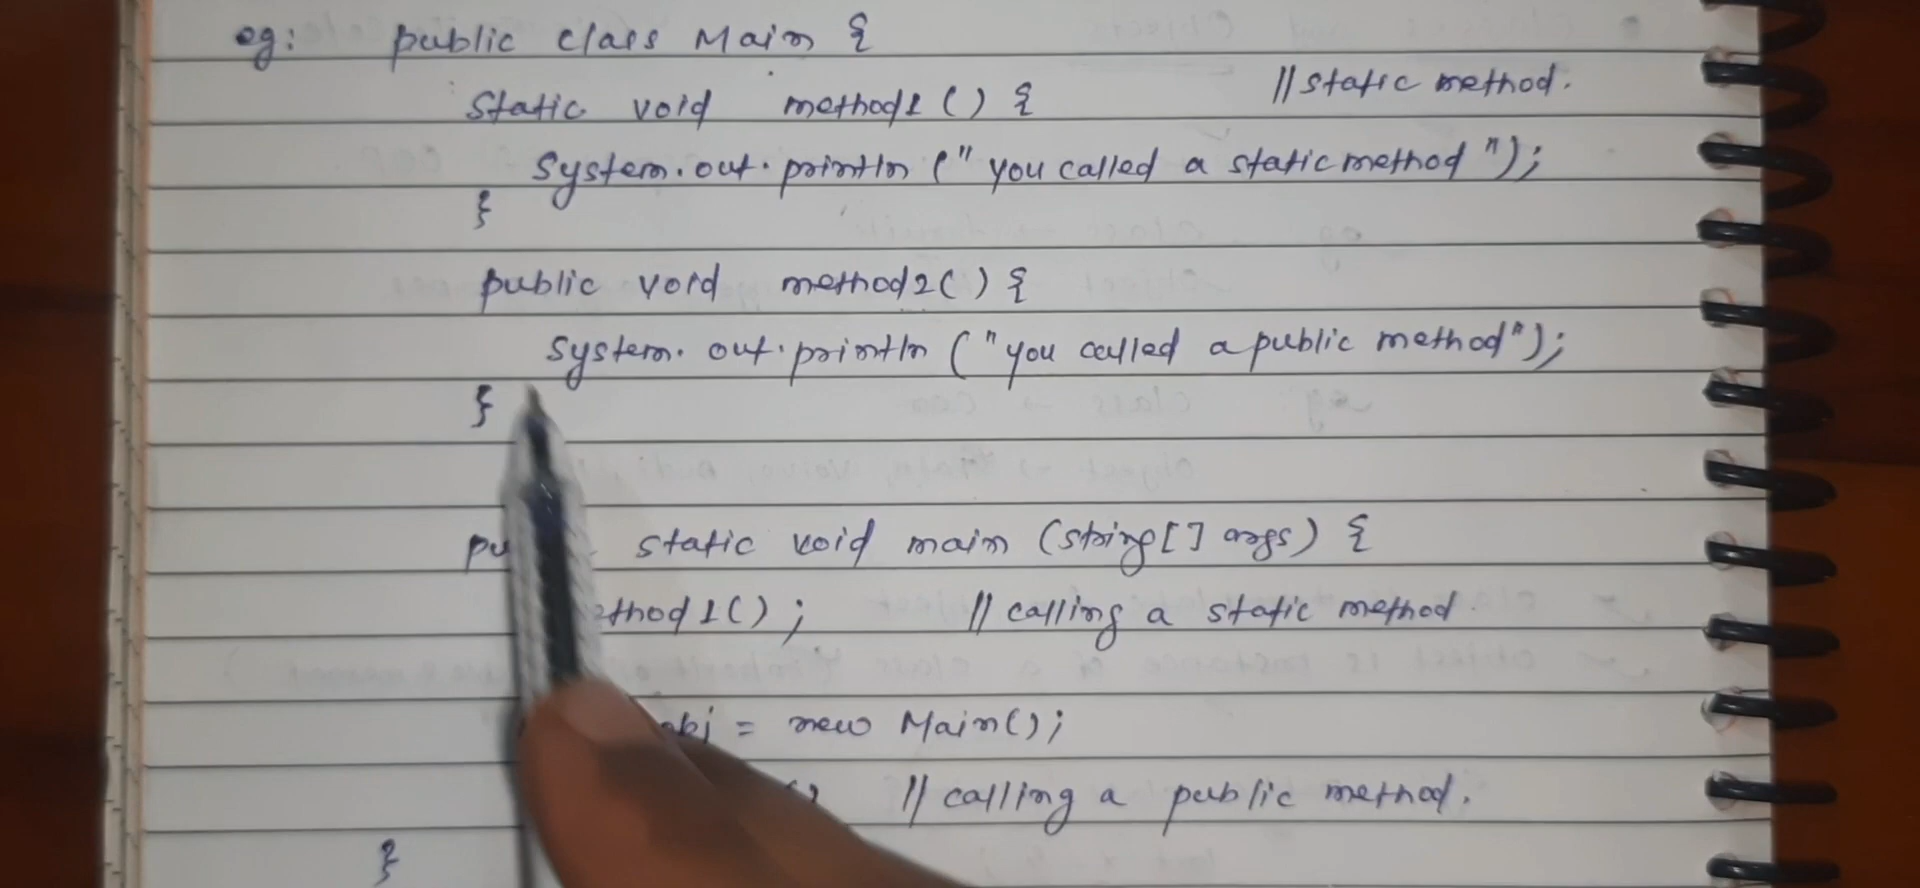 eg: public class Main {
static void method1 () { // static method.
System.out.println (" you called a static method ");
}
public void method2() {
System.out.println ("you called a public method");
}
static void main (string[] args) {
1(); // calling a static method
= new Main();
// calling a public method.
}